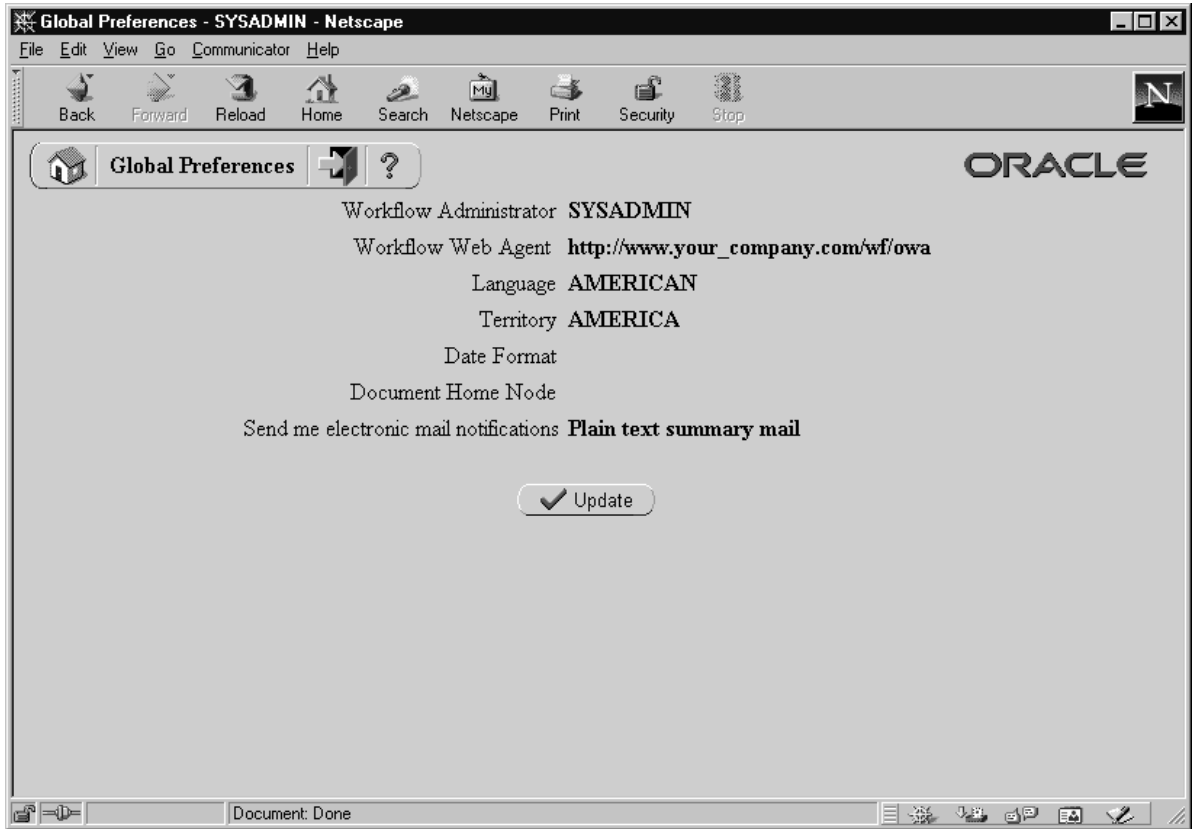 Global Preferences - SYSADMIN - Netscape
File Edit View Go Communicator Help
Back Forward Reload Home Search Netscape Print Security Stop
My
N
Global Preferences ?
ORACLE
Workflow Administrator SYSADMIN
Workflow Web Agent http://www.your_company.com/wf/owa
Language AMERICAN
Territory AMERICA
Date Format
Document Home Node
Send me electronic mail notifications Plain text summary mail
Update
Document: Done